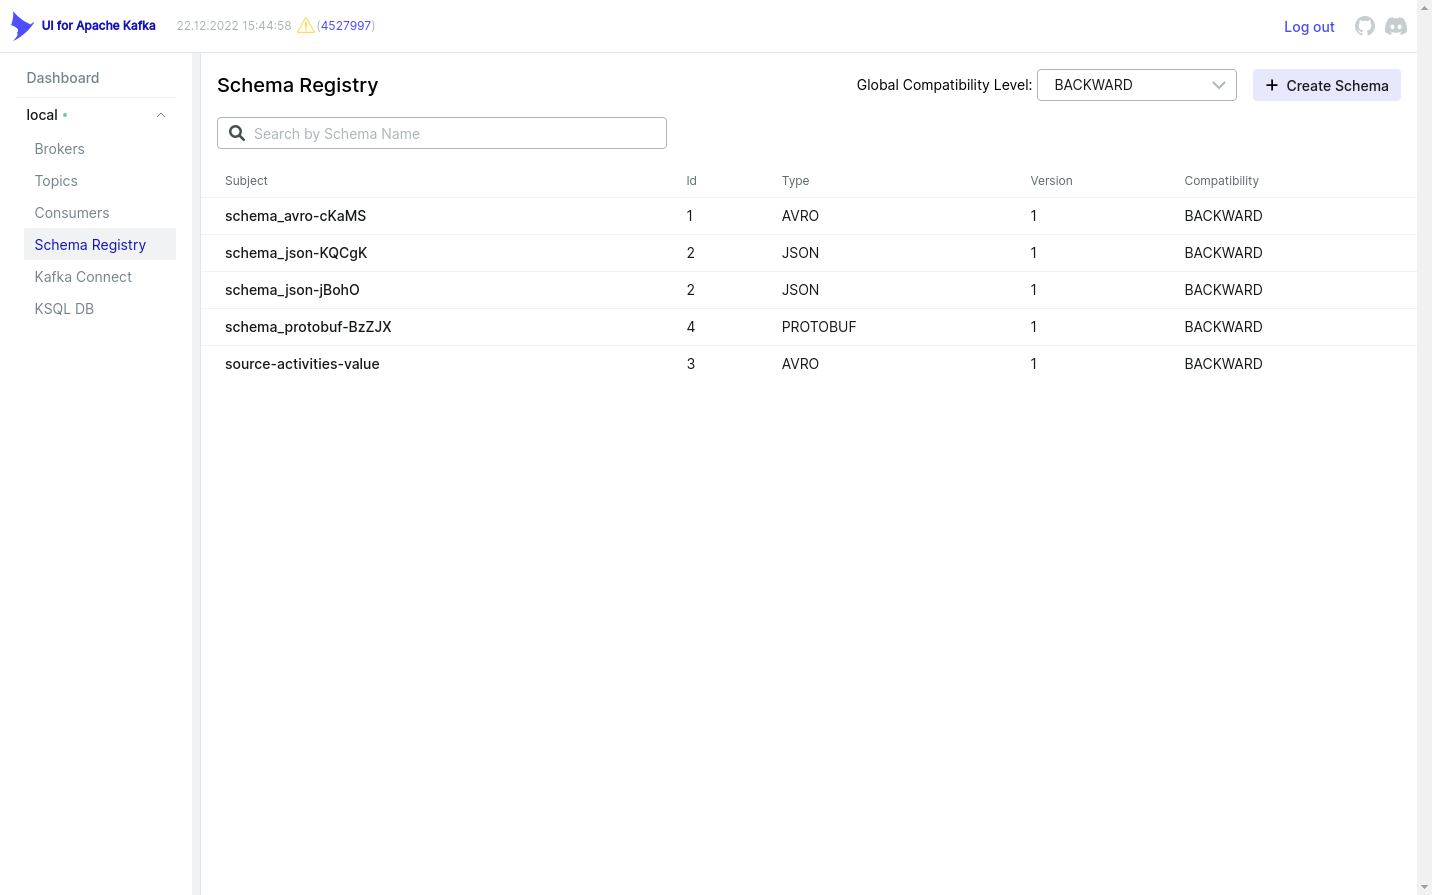 UI for Apache Kafka 22.12.2022 15:44:58 (4527997) Log out
Dashboard
local
Brokers
Topics
Consumers
Schema Registry
Kafka Connect
KSQL DB
Schema Registry Global Compatibility Level: BACKWARD Create Schema
Search by Schema Name
Subject Id Type Version Compatibility
schema_avro-cKaMS 1 AVRO 1 BACKWARD
schema_json-KQCgK 2 JSON 1 BACKWARD
schema_json-jBohO 2 JSON 1 BACKWARD
schema_protobuf-BzZJX 4 PROTOBUF 1 BACKWARD
source-activities-value 3 AVRO 1 BACKWARD